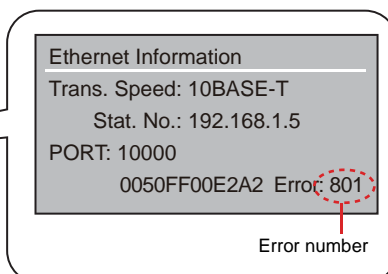 Ethernet Information
Trans. Speed: 10BASE-T
Stat. No.: 192.168.1.5
PORT: 10000
0050FF00E2A2 Error: 801
Error number